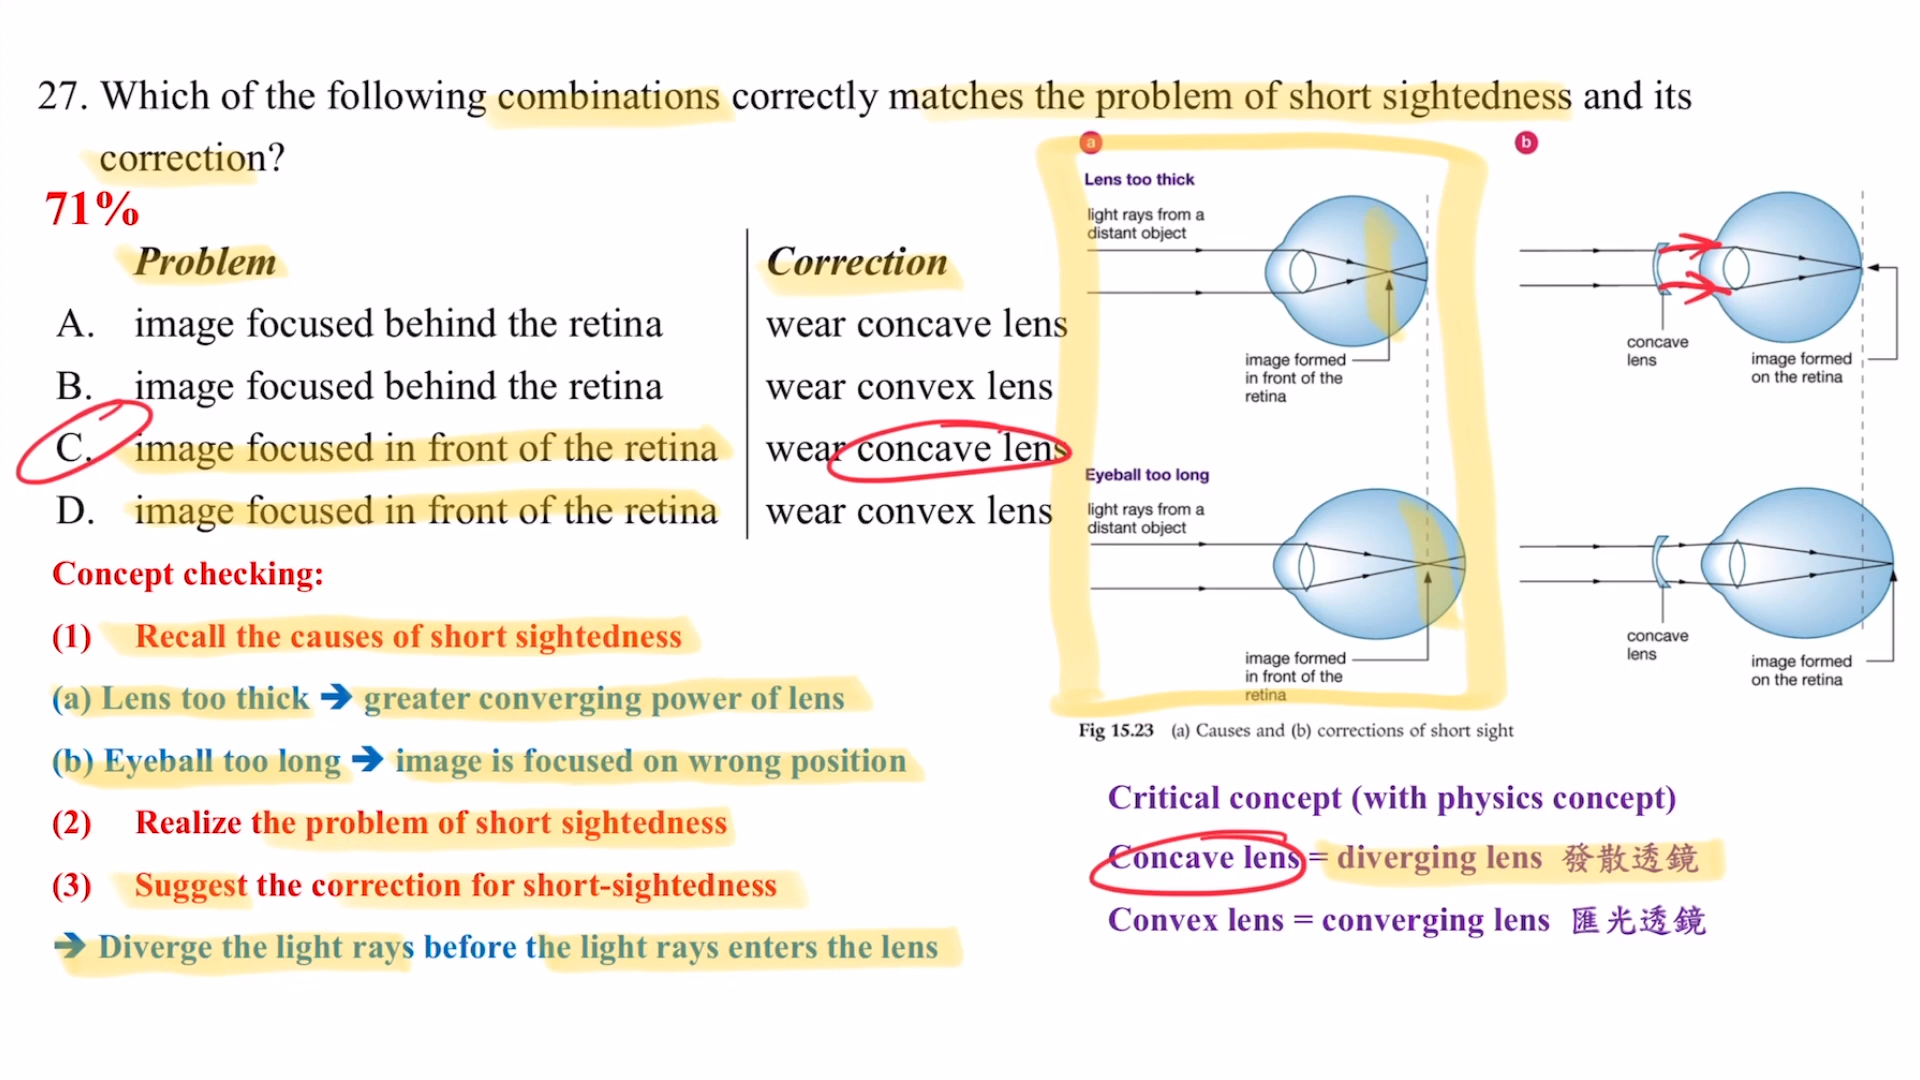 27. Which of the following combinations correctly matches the problem of short sightedness and its
correction?
71%
Problem
Correction
A. image focused behind the retina
wear concave lens
B. image focused behind the retina
wear convex lens
C. image focused in front of the retina
wear concave lens
D. image focused in front of the retina
wear convex lens
Concept checking:
(1) Recall the causes of short sightedness
(a) Lens too thick ➔ greater converging power of lens
(b) Eyeball too long ➔ image is focused on wrong position
(2) Realize the problem of short sightedness
(3) Suggest the correction for short-sightedness
➔ Diverge the light rays before the light rays enters the lens
a
Lens too thick
light rays from a
distant object
image formed
in front of the
retina
Eyeball too long
light rays from a
distant object
image formed
in front of the
retina
b
concave
lens
image formed
on the retina
concave
lens
image formed
on the retina
Fig 15.23 (a) Causes and (b) corrections of short sight
Critical concept (with physics concept)
Concave lens = diverging lens 發散透鏡
Convex lens = converging lens 匯光透鏡